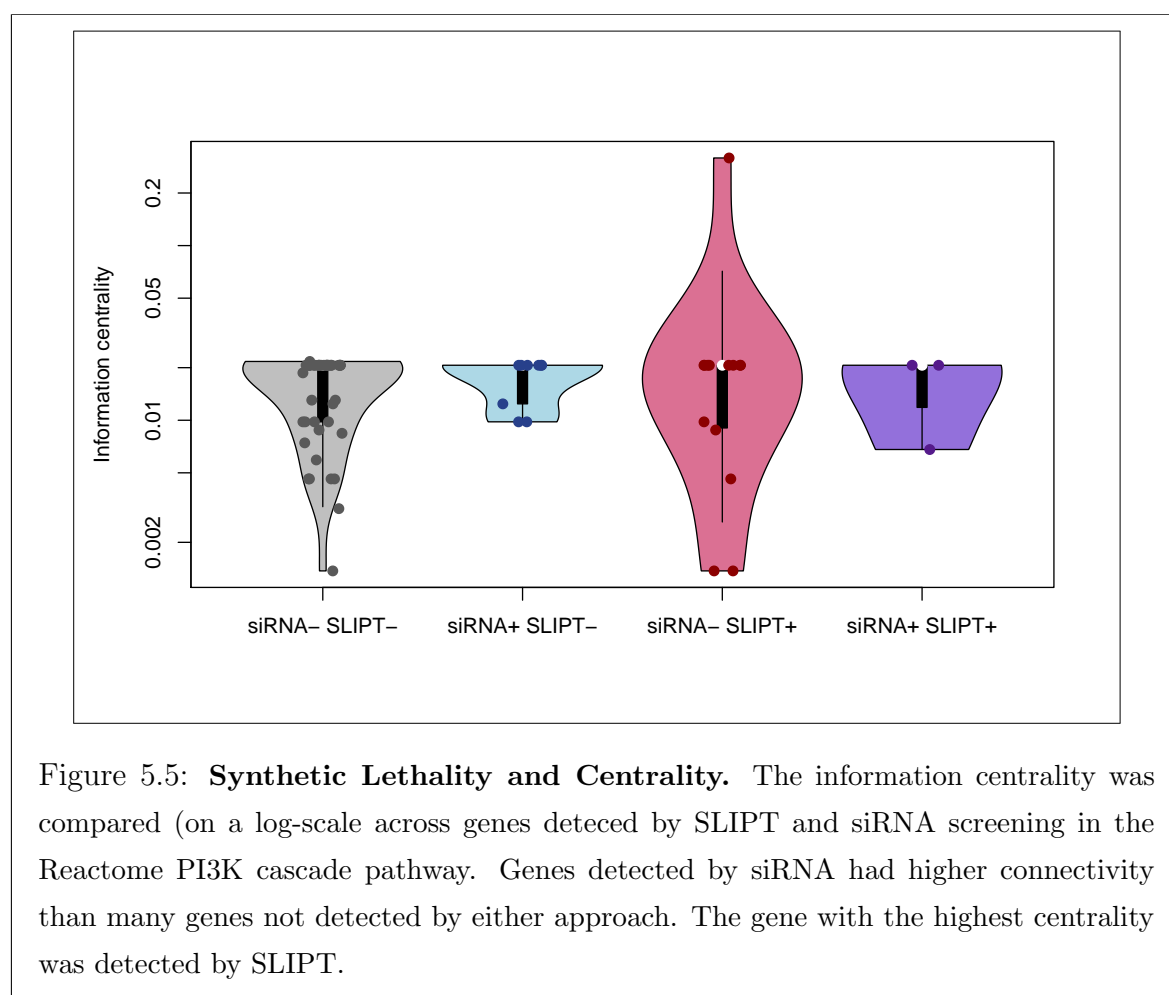 0.2
0.05
0.01
0.002
Information centrality
siRNA− SLIPT− siRNA+ SLIPT− siRNA− SLIPT+ siRNA+ SLIPT+
Figure 5.5: Synthetic Lethality and Centrality. The information centrality was
compared (on a log-scale across genes deteced by SLIPT and siRNA screening in the
Reactome PI3K cascade pathway. Genes detected by siRNA had higher connectivity
than many genes not detected by either approach. The gene with the highest centrality
was detected by SLIPT.